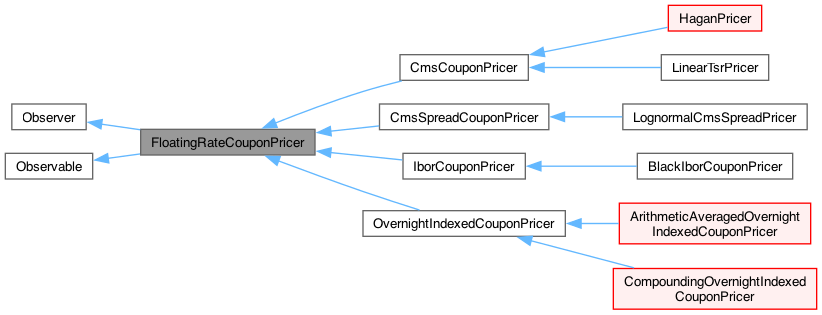 HaganPricer
CmsCouponPricer
LinearTsrPricer
Observer
CmsSpreadCouponPricer
LognormalCmsSpreadPricer
FloatingRateCouponPricer
Observable
IborCouponPricer
BlackIborCouponPricer
OvernightIndexedCouponPricer
ArithmeticAveragedOvernight
IndexedCouponPricer
CompoundingOvernightIndexed
CouponPricer